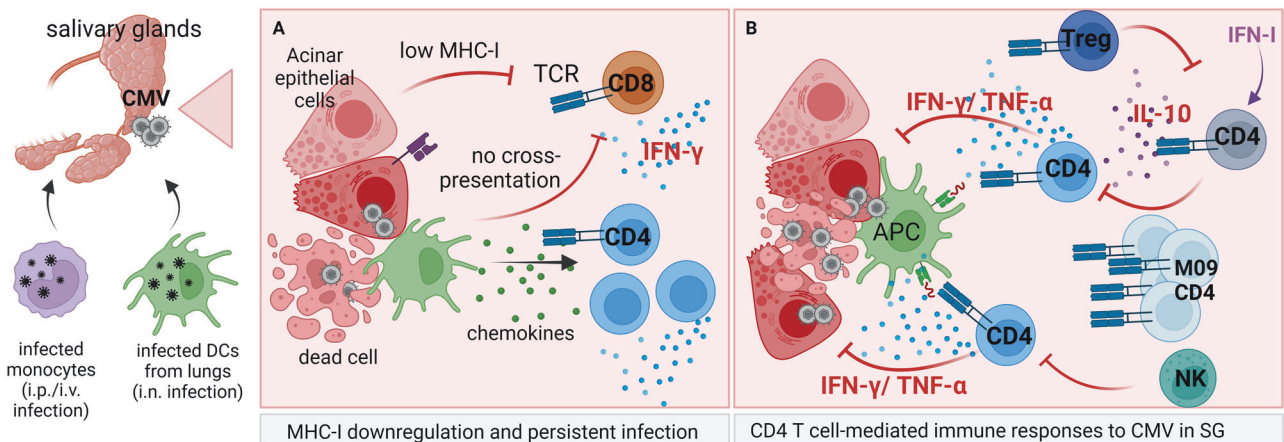 salivary glands
CMV
infected
monocytes
(i.p./i.v.
infection)
infected DCs
from lungs
(i.n. infection)
A
Acinar
epithelial
cells
low MHC-I
TCR
CD8
IFN-γ
no cross-
presentation
CD4
chemokines
dead cell
MHC-I downregulation and persistent infection
B
Treg
IFN-I
IFN-γ/ TNF-α
IL-10
CD4
CD4
APC
M09
CD4
CD4
IFN-γ/ TNF-α
NK
CD4 T cell-mediated immune responses to CMV in SG